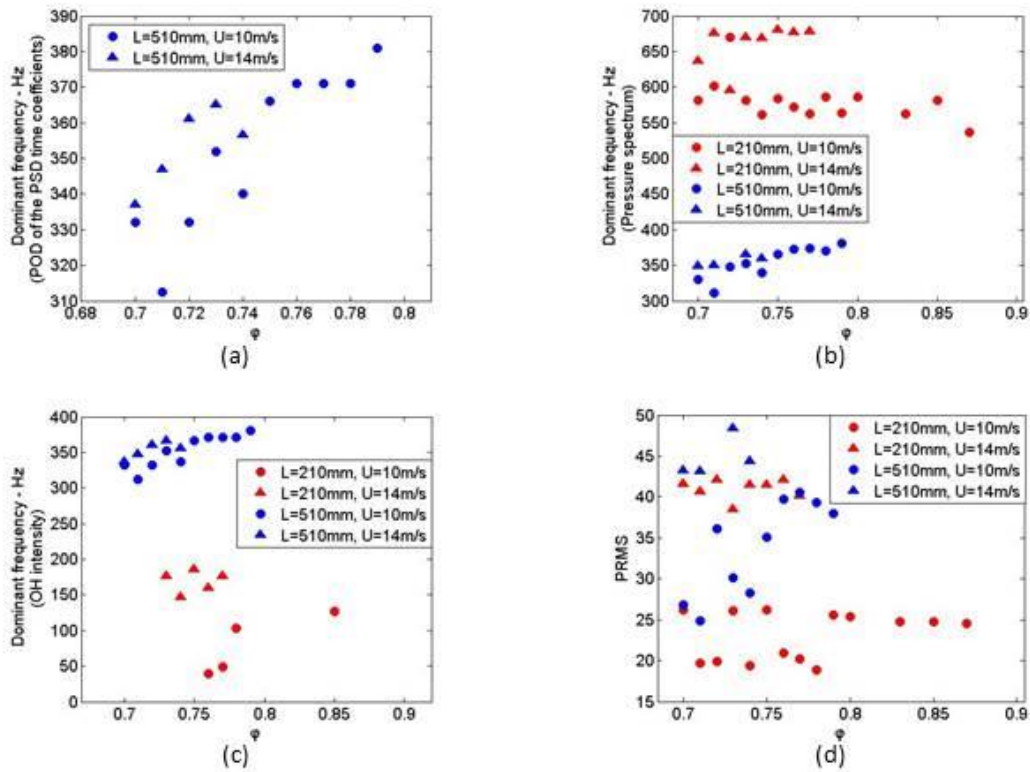 L=510mm, U=10m/s
L=510mm, U=14m/s
Dominant frequency - Hz
(POD of the PSD time coefficients)
390
380
370
360
350
340
330
320
310
0.68
0.7
0.72
0.74
0.76
0.78
0.8
φ
(a)
Dominant frequency - Hz
(Pressure spectrum)
700
650
600
550
500
450
400
350
300
L=210mm, U=10m/s
L=210mm, U=14m/s
L=510mm, U=10m/s
L=510mm, U=14m/s
0.7
0.75
0.8
0.85
0.9
φ
(b)
Dominant frequency - Hz
(OH intensity)
400
350
300
250
200
150
100
50
0
L=210mm, U=10m/s
L=210mm, U=14m/s
L=510mm, U=10m/s
L=510mm, U=14m/s
0.7
0.75
0.8
0.85
0.9
φ
(c)
PRMS
50
45
40
35
30
25
20
15
L=210mm, U=10m/s
L=210mm, U=14m/s
L=510mm, U=10m/s
L=510mm, U=14m/s
0.7
0.75
0.8
0.85
0.9
φ
(d)